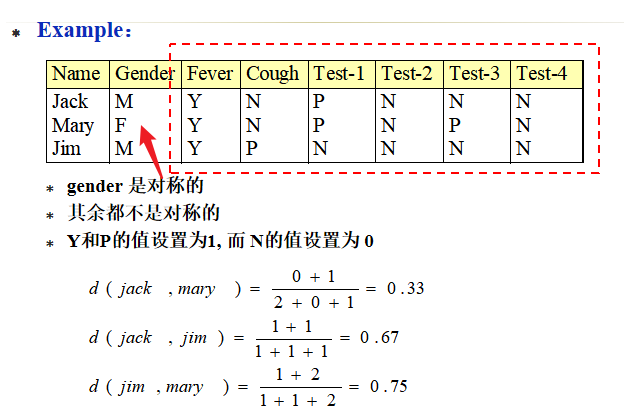 * Example：
Name Gender Fever Cough Test-1 Test-2 Test-3 Test-4
Jack M Y N P N N N
Mary F Y N P N P N
Jim M Y P N N N N
* gender 是对称的
* 其余都不是对称的
* Y和P的值设置为1, 而 N的值设置为 0
d ( jack , mary ) = 0 + 1 / 2 + 0 + 1 = 0.33
d ( jack , jim ) = 1 + 1 / 1 + 1 + 1 = 0.67
d ( jim , mary ) = 1 + 2 / 1 + 1 + 2 = 0.75